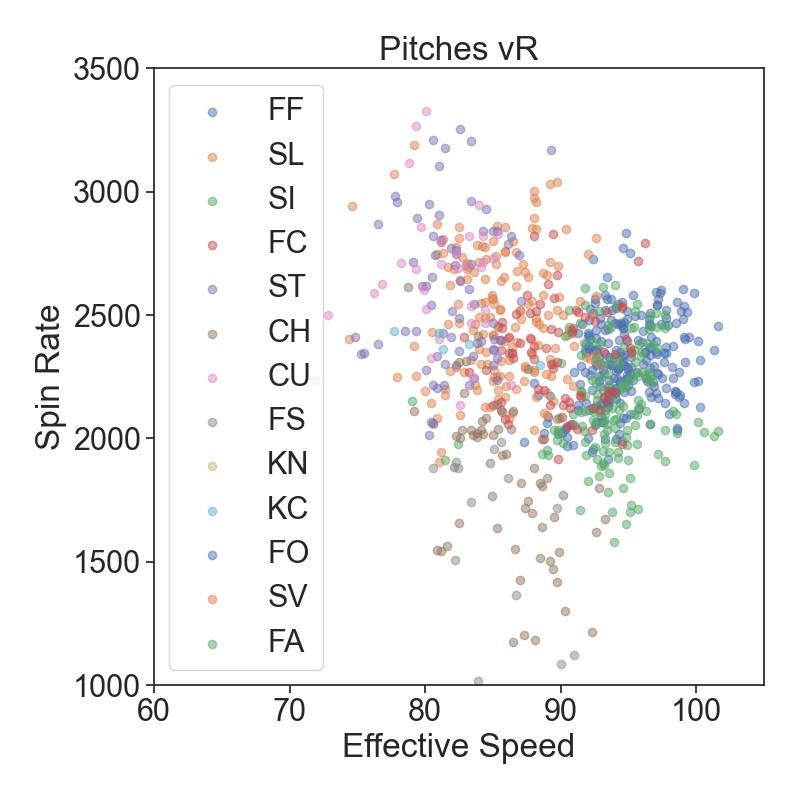 Pitches vR
3500
3000
2500
2000
1500
1000
Spin Rate
FF
SL
SI
FC
ST
CH
CU
FS
KN
KC
FO
SV
FA
60 70 80 90 100
Effective Speed